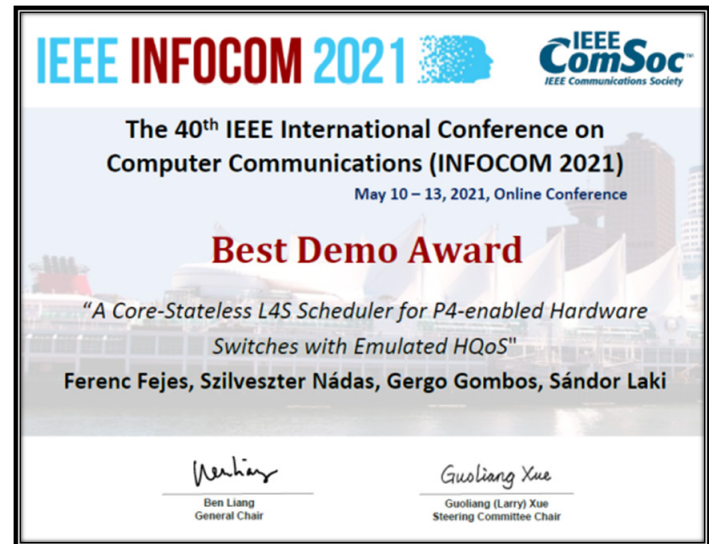 IEEE INFOCOM 2021
IEEE ComSoc™
IEEE Communications Society
The 40th IEEE International Conference on
Computer Communications (INFOCOM 2021)
May 10 – 13, 2021, Online Conference
Best Demo Award
“A Core-Stateless L4S Scheduler for P4-enabled Hardware
Switches with Emulated HQoS"
Ferenc Fejes, Szilveszter Nádas, Gergo Gombos, Sándor Laki
Guoliang Xue
Ben Liang
General Chair
Guoliang (Larry) Xue
Steering Committee Chair